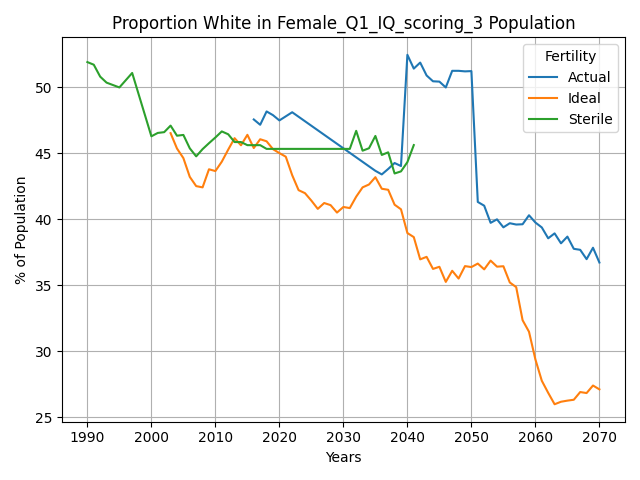 Proportion White in Female_Q1_IQ_scoring_3 Population
Fertility
Actual
Ideal
Sterile
% of Population
50
45
40
35
30
25
1990
2000
2010
2020
2030
2040
2050
2060
2070
Years